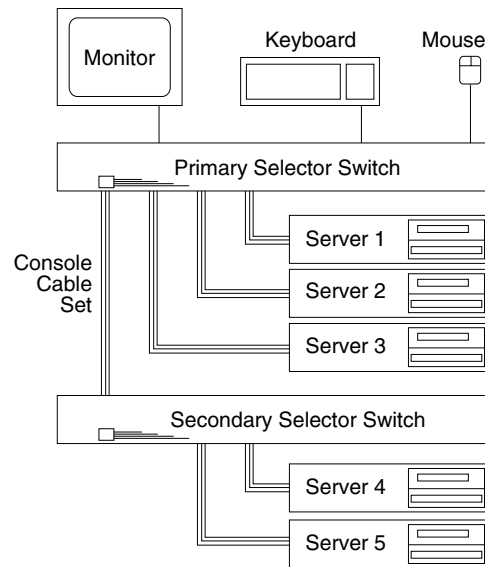 Monitor
Keyboard
Mouse
Primary Selector Switch
Server 1
Console
Cable
Set
Server 2
Server 3
Secondary Selector Switch
Server 4
Server 5